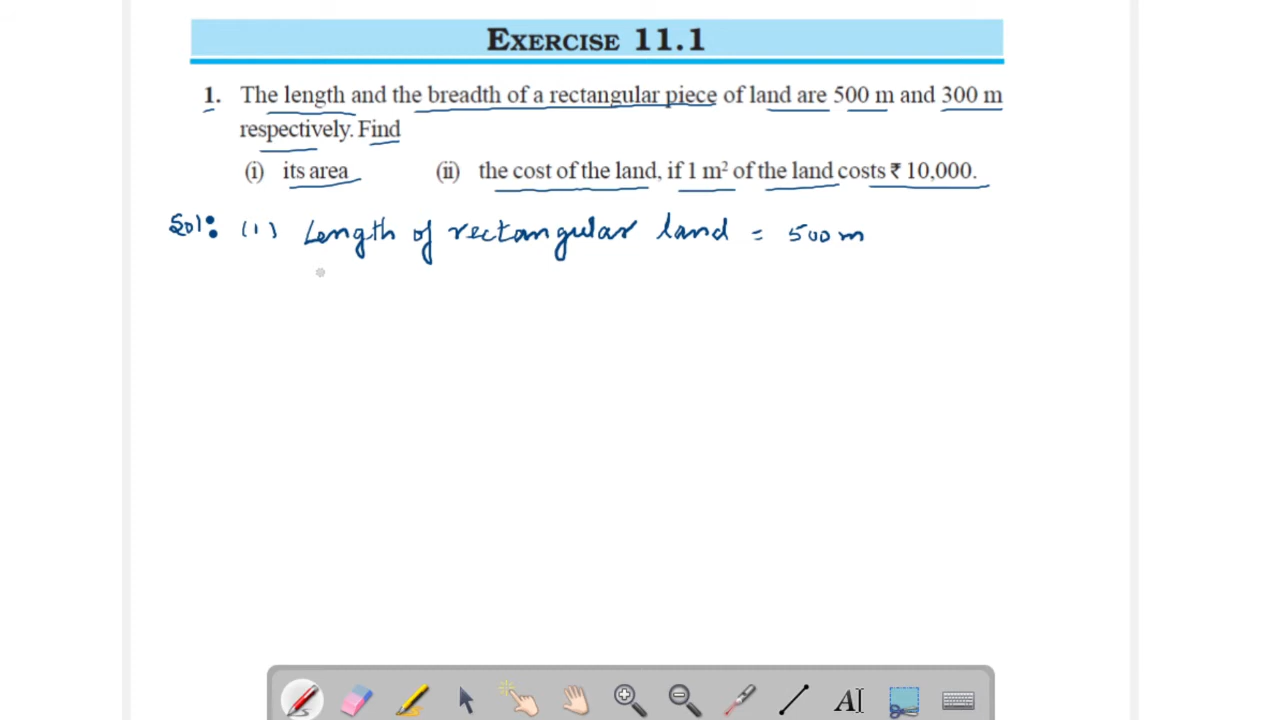 EXERCISE 11.1
1. The length and the breadth of a rectangular piece of land are 500 m and 300 m
respectively. Find
(i) its area (ii) the cost of the land, if 1 m² of the land costs ₹ 10,000.
Sol: (i) Length of rectangular land = 500 m
AI